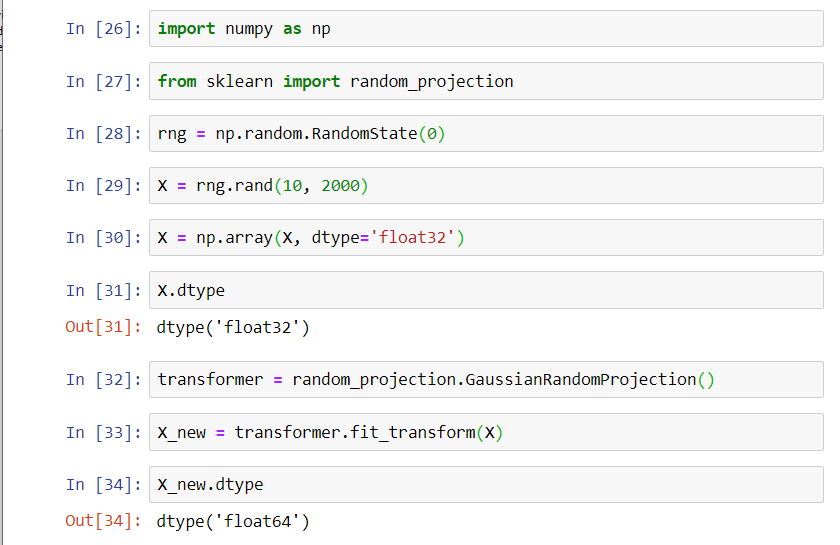 In [26]: import numpy as np
In [27]: from sklearn import random_projection
In [28]: rng = np.random.RandomState(0)
In [29]: X = rng.rand(10, 2000)
In [30]: X = np.array(X, dtype='float32')
In [31]: X.dtype
Out[31]: dtype('float32')
In [32]: transformer = random_projection.GaussianRandomProjection()
In [33]: X_new = transformer.fit_transform(X)
In [34]: X_new.dtype
Out[34]: dtype('float64')